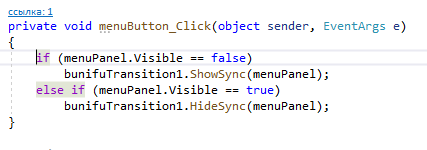 ссылка: 1
private void menuButton_Click(object sender, EventArgs e)
{
if (menuPanel.Visible == false)
bunifuTransition1.ShowSync(menuPanel);
else if (menuPanel.Visible == true)
bunifuTransition1.HideSync(menuPanel);
}